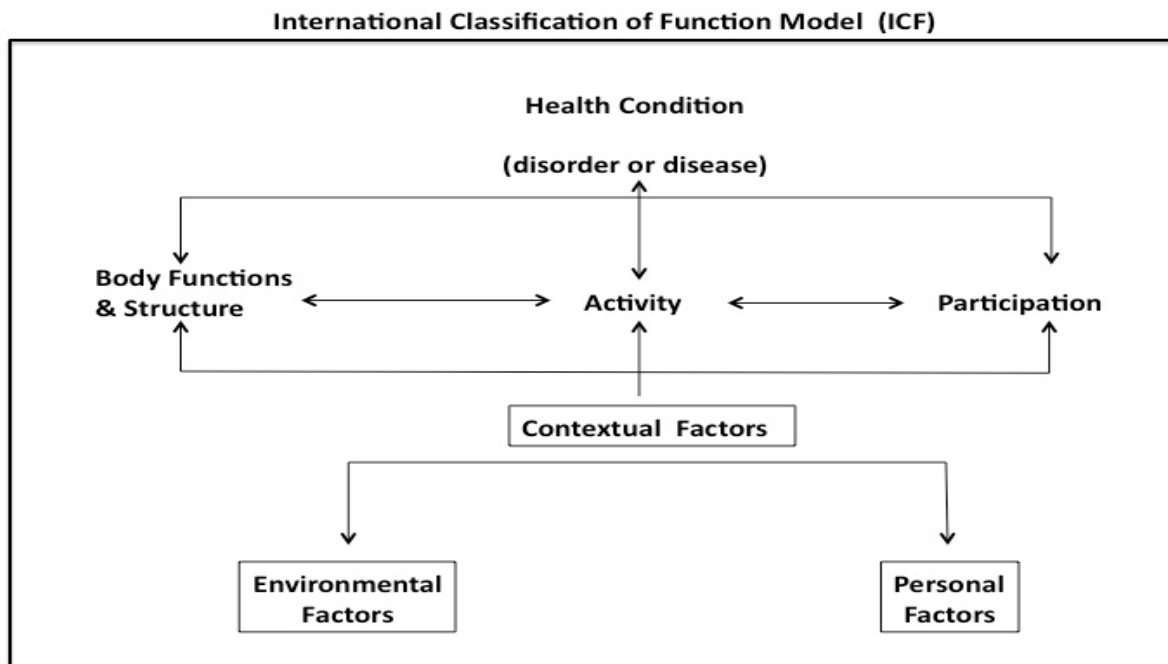 International Classification of Function Model (ICF)
Health Condition
(disorder or disease)
Body Functions
& Structure
Activity
Participation
Contextual Factors
Environmental
Factors
Personal
Factors